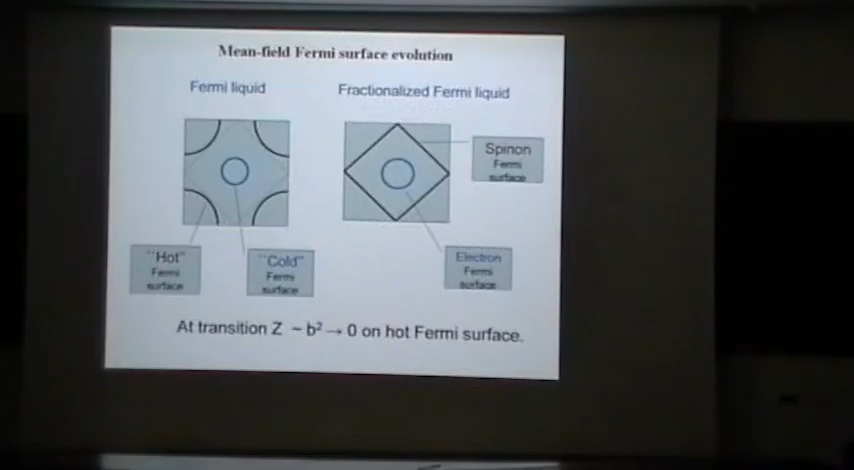 Mean-field Fermi surface evolution
Fermi liquid
Fractionalized Fermi liquid
Spinon
Fermi
surface
"Hot"
Fermi
surface
"Cold"
Fermi
surface
Electron
Fermi
surface
At transition Z ~ b² → 0 on hot Fermi surface.